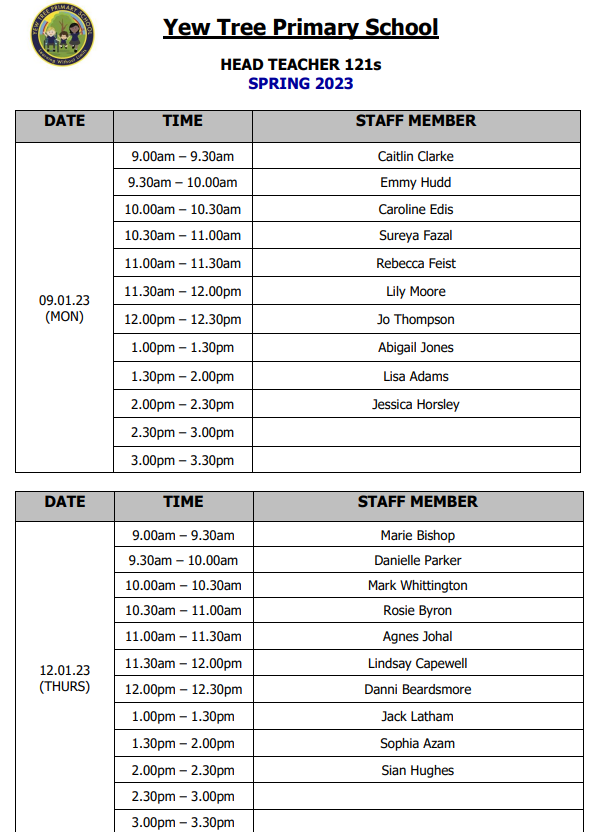 YEW TREE PRIMARY SCHOOL
Yew Tree Primary School
HEAD TEACHER 121s
SPRING 2023
DATE TIME STAFF MEMBER
09.01.23
(MON)
9.00am – 9.30am Caitlin Clarke
9.30am – 10.00am Emmy Hudd
10.00am – 10.30am Caroline Edis
10.30am – 11.00am Sureya Fazal
11.00am – 11.30am Rebecca Feist
11.30am – 12.00pm Lily Moore
12.00pm – 12.30pm Jo Thompson
1.00pm – 1.30pm Abigail Jones
1.30pm – 2.00pm Lisa Adams
2.00pm – 2.30pm Jessica Horsley
2.30pm – 3.00pm
3.00pm – 3.30pm
DATE TIME STAFF MEMBER
12.01.23
(THURS)
9.00am – 9.30am Marie Bishop
9.30am – 10.00am Danielle Parker
10.00am – 10.30am Mark Whittington
10.30am – 11.00am Rosie Byron
11.00am – 11.30am Agnes Johal
11.30am – 12.00pm Lindsay Capewell
12.00pm – 12.30pm Danni Beardsmore
1.00pm – 1.30pm Jack Latham
1.30pm – 2.00pm Sophia Azam
2.00pm – 2.30pm Sian Hughes
2.30pm – 3.00pm
3.00pm – 3.30pm